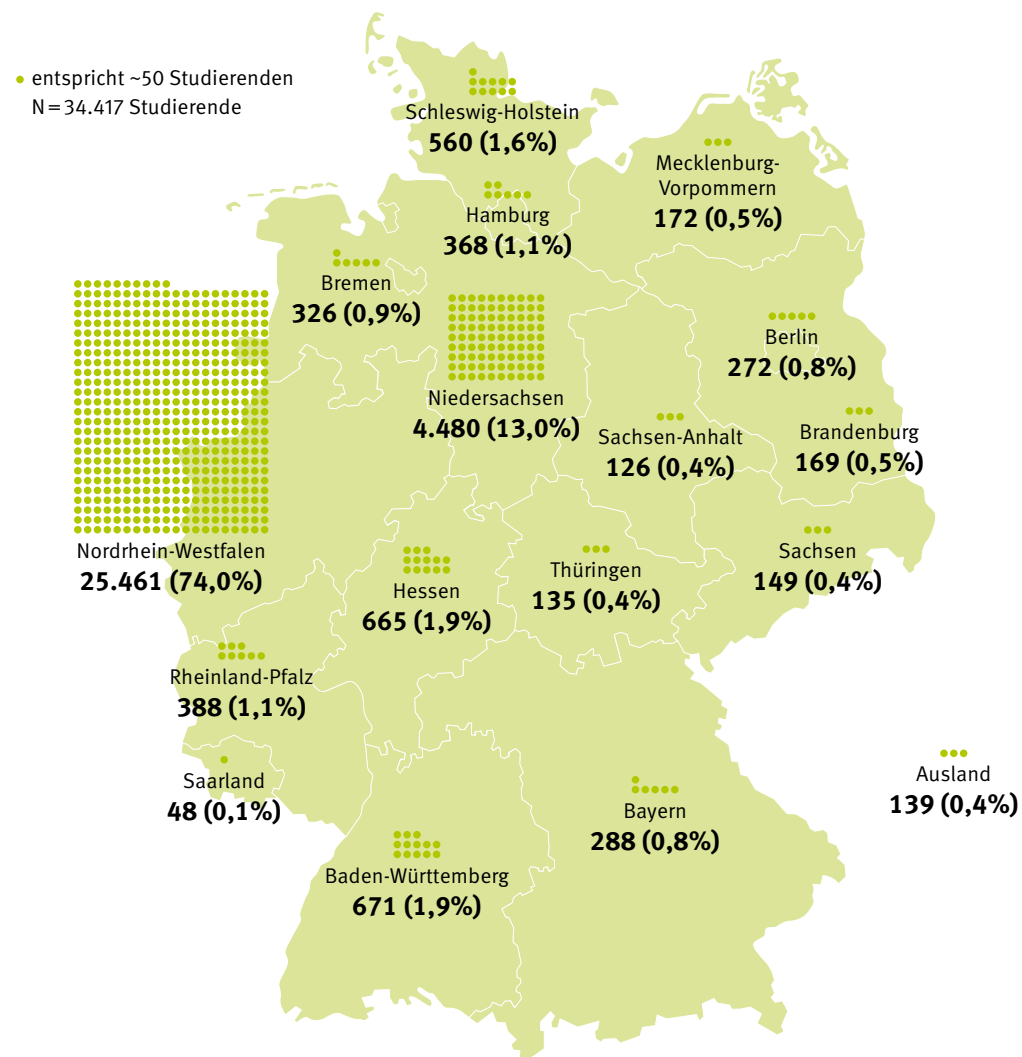 entspricht ~50 Studierenden
N = 34.417 Studierende
Schleswig-Holstein
560 (1,6%)
Mecklenburg-
Vorpommern
172 (0,5%)
Hamburg
368 (1,1%)
Bremen
326 (0,9%)
Berlin
272 (0,8%)
Niedersachsen
4.480 (13,0%)
Sachsen-Anhalt
126 (0,4%)
Brandenburg
169 (0,5%)
Nordrhein-Westfalen
25.461 (74,0%)
Hessen
665 (1,9%)
Thüringen
135 (0,4%)
Sachsen
149 (0,4%)
Rheinland-Pfalz
388 (1,1%)
Saarland
48 (0,1%)
Bayern
288 (0,8%)
Ausland
139 (0,4%)
Baden-Württemberg
671 (1,9%)